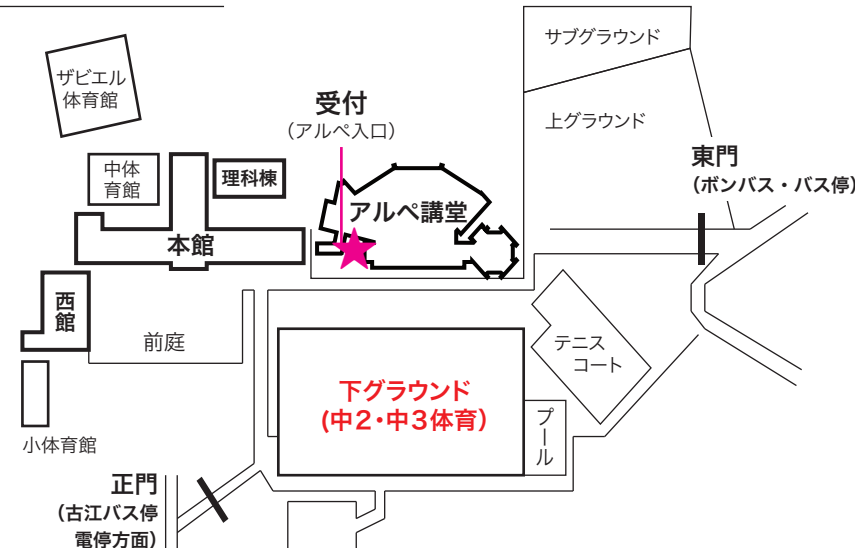 サブグラウンド
ザビエル
体育館
受付
(アルペ入口)
上グラウンド
東門
(ボンバス・バス停)
中体
育館
理科棟
アルペ講堂
本館
西
館
前庭
テニス
コート
下グラウンド
(中2・中3体育)
プール
小体育館
正門
(古江バス停
電停方面)